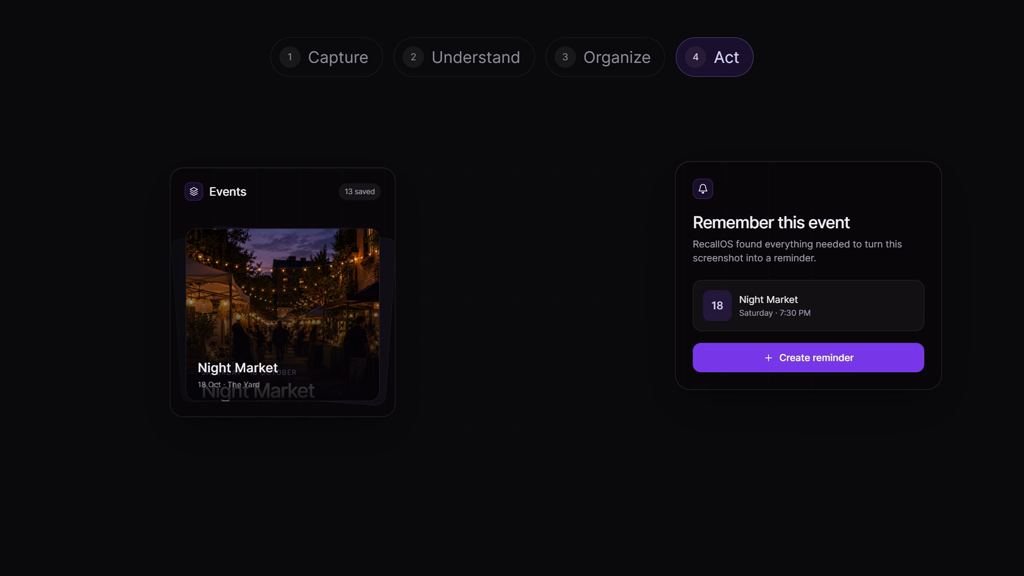 1 Capture
2 Understand
3 Organize
4 Act
Events
13 saved
Night Market
18 Oct · The Yard
Night Market
Remember this event
RecallOS found everything needed to turn this
screenshot into a reminder.
18
Night Market
Saturday · 7:30 PM
+ Create reminder